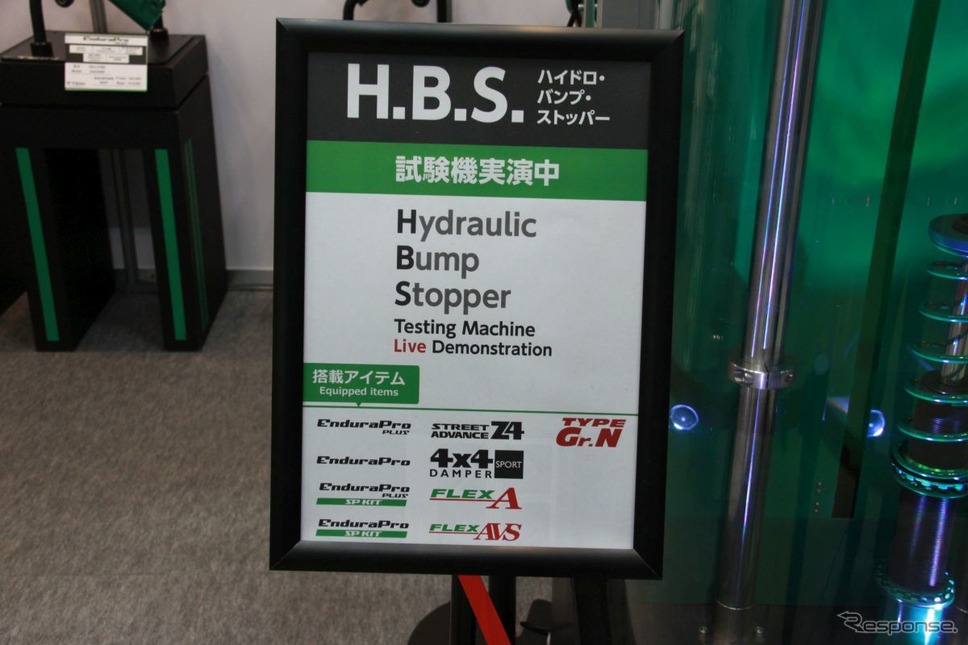 H.B.S.
ハイドロ・
バンプ・
ストッパー
試験機実演中
Hydraulic
Bump
Stopper
Testing Machine
Live Demonstration
搭載アイテム
Equipped items
EnduraPro PLUS
STREET ADVANCE Z4
TYPE Gr.N
EnduraPro
4x4 DAMPER SPORT
EnduraPro PLUS SP KIT
FLEX A
EnduraPro SP KIT
FLEX AVS
EnduraPro
Response.